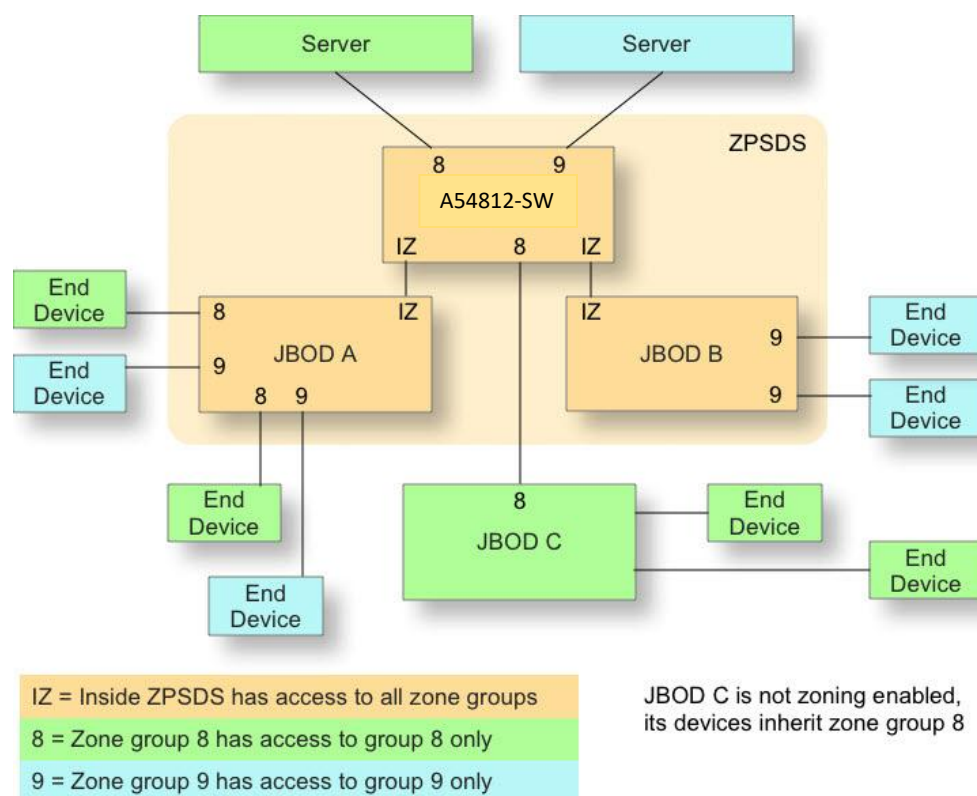 Server
Server
ZPSDS
8
9
A54812-SW
IZ
8
IZ
End
Device
8
IZ
JBOD A
End
Device
9
8
9
IZ
JBOD B
9
9
End
Device
End
Device
End
Device
End
Device
8
JBOD C
End
Device
End
Device
IZ = Inside ZPSDS has access to all zone groups
8 = Zone group 8 has access to group 8 only
9 = Zone group 9 has access to group 9 only
JBOD C is not zoning enabled,
its devices inherit zone group 8